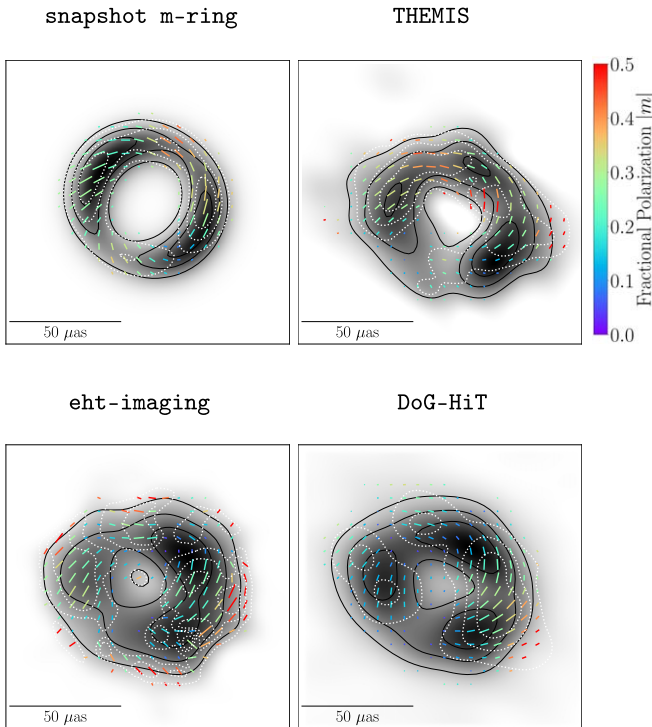 snapshot m-ring
THEMIS
50 μas
50 μas
0.5
0.4
0.3
0.2
0.1
0.0
Fractional Polarization |m|
eht-imaging
DoG-HiT
50 μas
50 μas